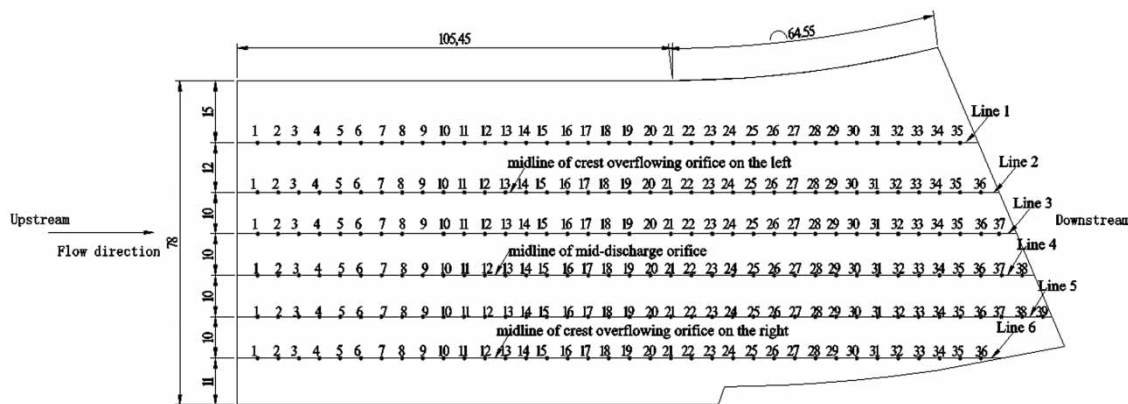 64.55
105,45
15
1 2 3 4 5 6 7 8 9 10 11 12 13 14 15 16 17 18 19 20 21 22 23 24 25 26 27 28 29 30 31 32 33 34 35
Line 1
12
midline of crest overflowing orifice on the left
Line 2
1 2 3 4 5 6 7 8 9 10 11 12 13 14 15 16 17 18 19 20 21 22 23 24 25 26 27 28 29 30 31 32 33 34 35 36
10
Line 3
Upstream
Downstream
1 2 3 4 5 6 7 8 9 10 11 12 13 14 15 16 17 18 19 20 21 22 23 24 25 26 27 28 29 30 31 32 33 34 35 36 37
78
Flow direction
10
midline of mid-discharge orifice
Line 4
1 2 3 4 5 6 7 8 9 10 11 12 13 14 15 16 17 18 19 20 21 22 23 24 25 26 27 28 29 30 31 32 33 34 35 36 37 38
10
Line 5
1 2 3 4 5 6 7 8 9 10 11 12 13 14 15 16 17 18 19 20 21 22 23 24 25 26 27 28 29 30 31 32 33 34 35 36 37 38 39
10
midline of crest overflowing orifice on the right
Line 6
1 2 3 4 5 6 7 8 9 10 11 12 13 14 15 16 17 18 19 20 21 22 23 24 25 26 27 28 29 30 31 32 33 34 35 36
11